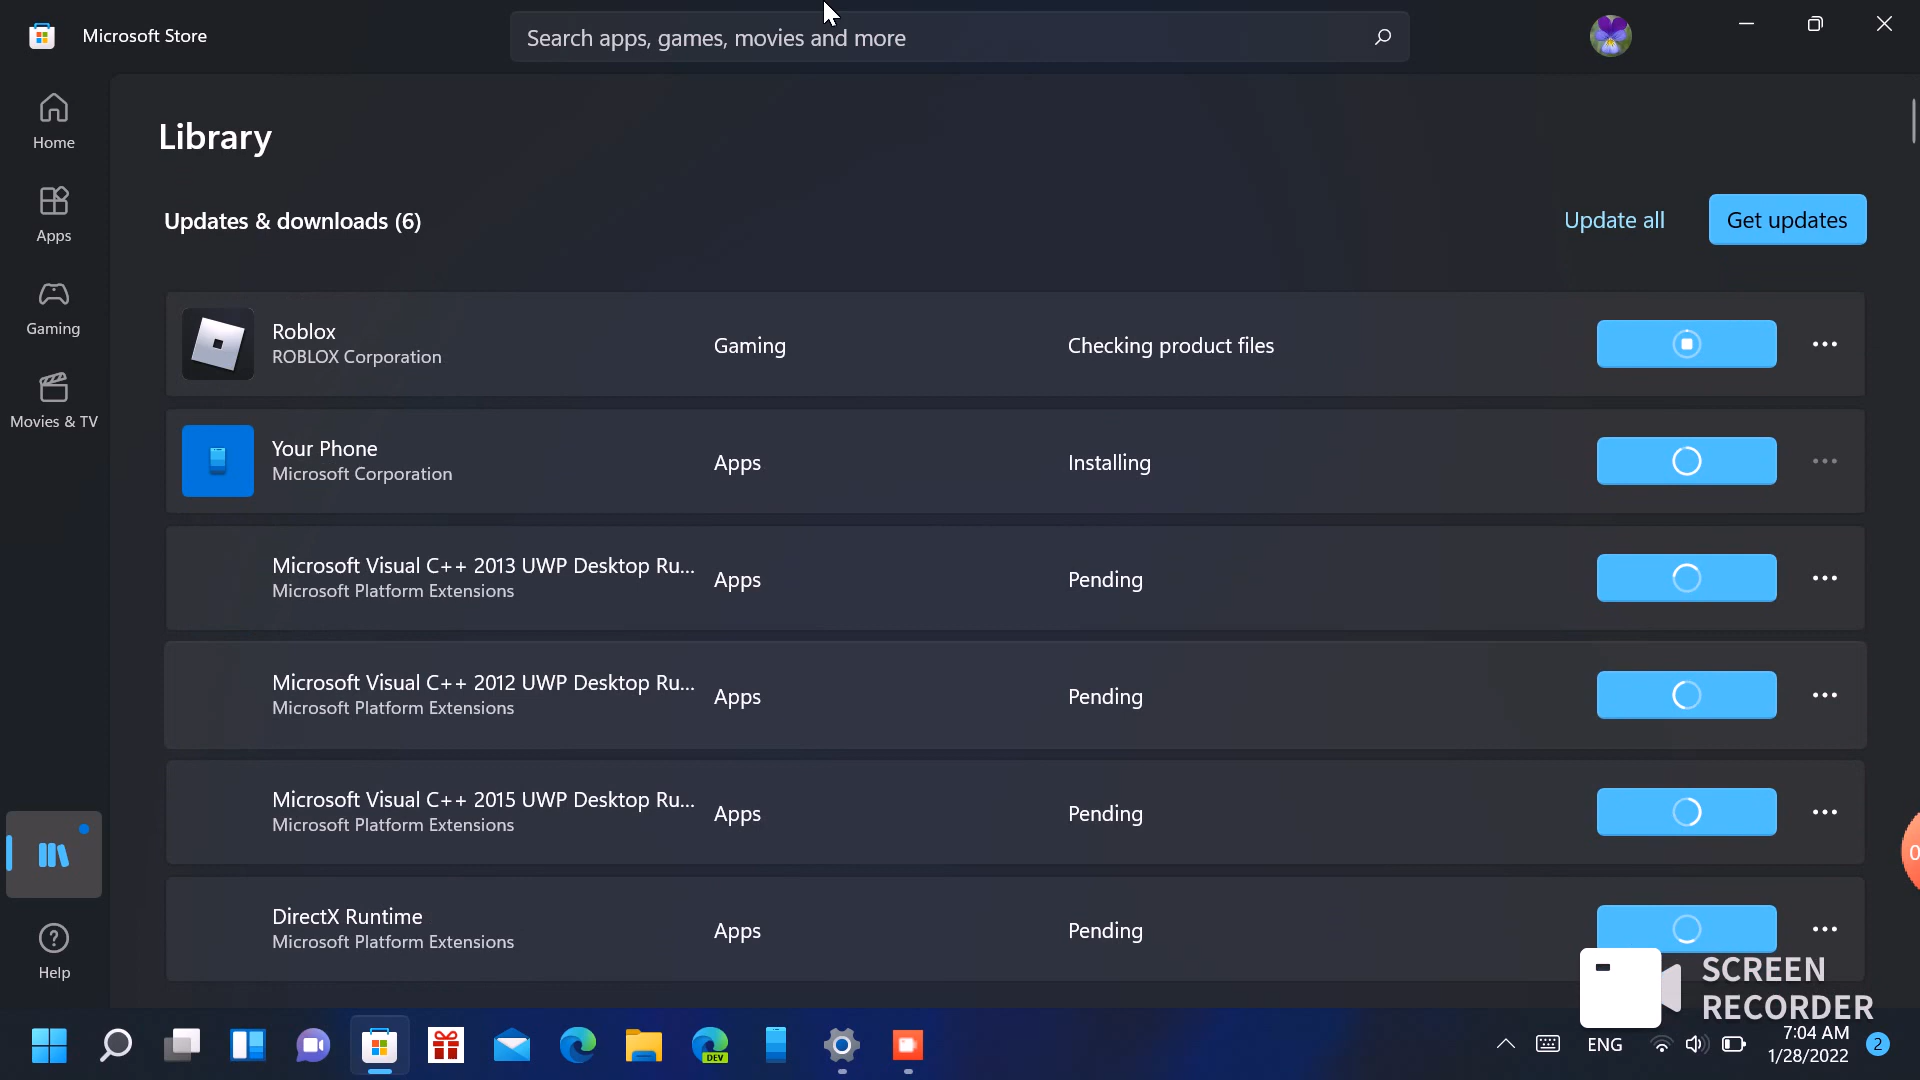 Microsoft Store
Search apps, games, movies and more
Home
Apps
Gaming
Movies & TV
Help
Library
Updates & downloads (6)
Update all
Get updates
Roblox
ROBLOX Corporation
Gaming
Checking product files
Your Phone
Microsoft Corporation
Apps
Installing
Microsoft Visual C++ 2013 UWP Desktop Ru...
Microsoft Platform Extensions
Apps
Pending
Microsoft Visual C++ 2012 UWP Desktop Ru...
Microsoft Platform Extensions
Apps
Pending
Microsoft Visual C++ 2015 UWP Desktop Ru...
Microsoft Platform Extensions
Apps
Pending
DirectX Runtime
Microsoft Platform Extensions
Apps
Pending
0
SCREEN
RECORDER
DEV
ENG
7:04 AM
1/28/2022
2